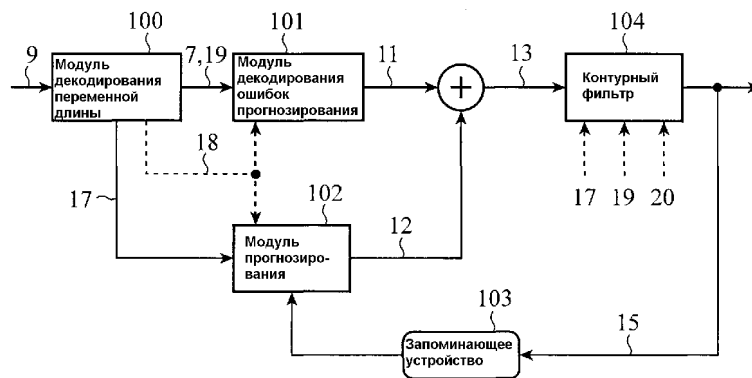 100
101
104
9
Модуль
декодирования
переменной
длины
7, 19
Модуль
декодирования
ошибок
прогнозирования
11
13
Контурный
фильтр
18
17
102
12
17
19
20
Модуль
прогнозиро-
вания
103
Запоминающее
устройство
15